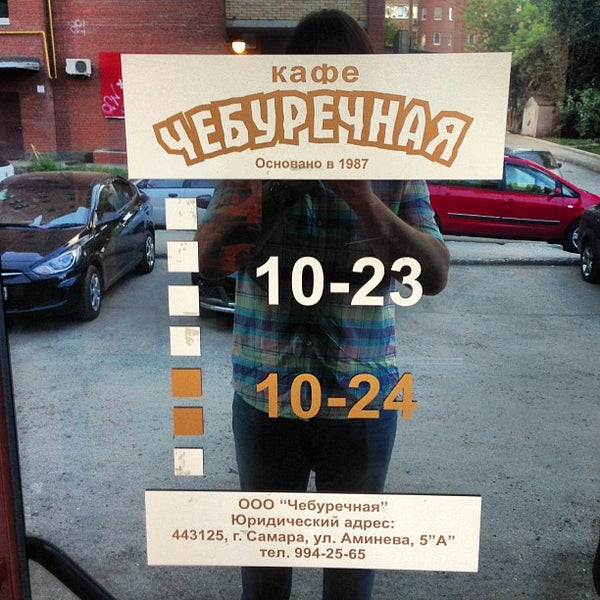 кафе
ЧЕБУРЕЧНАЯ
Основано в 1987
10-23
10-24
ООО "Чебуречная"
Юридический адрес:
443125, г. Самара, ул. Аминева, 5"А"
тел. 994-25-65